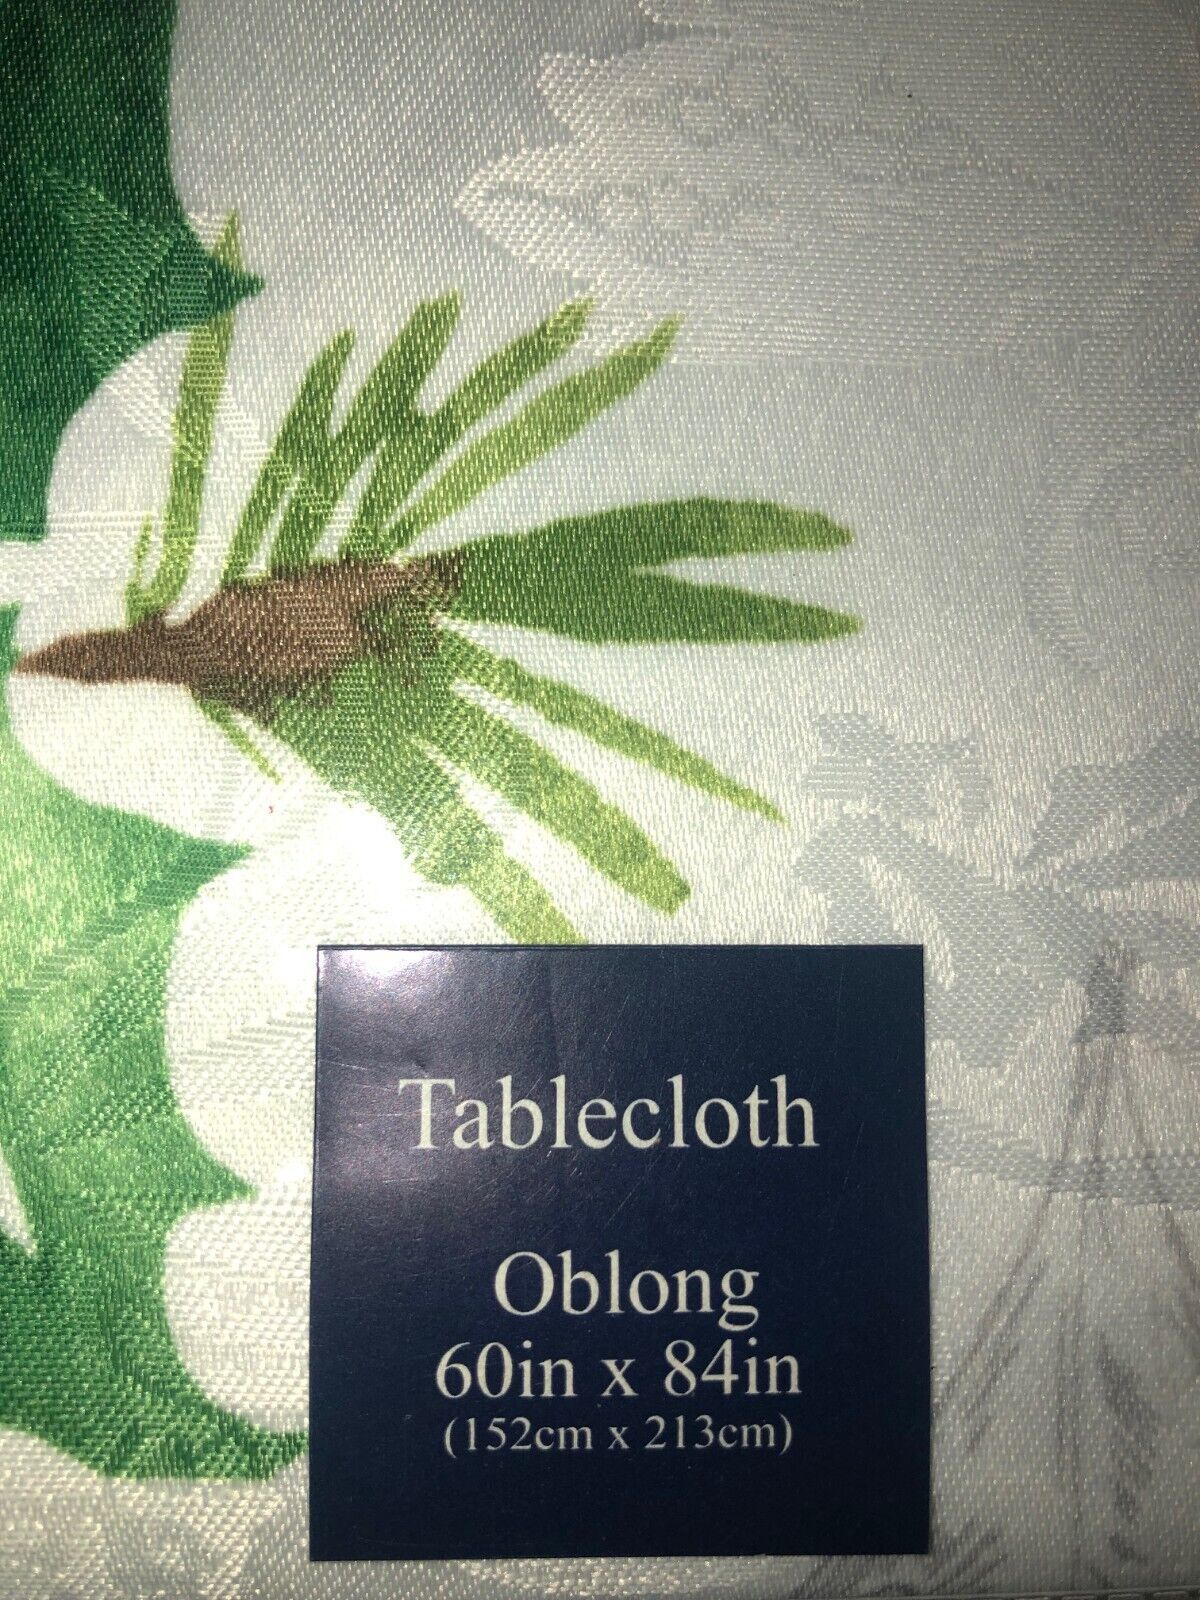 Tablecloth
Oblong
60in x 84in
(152cm x 213cm)